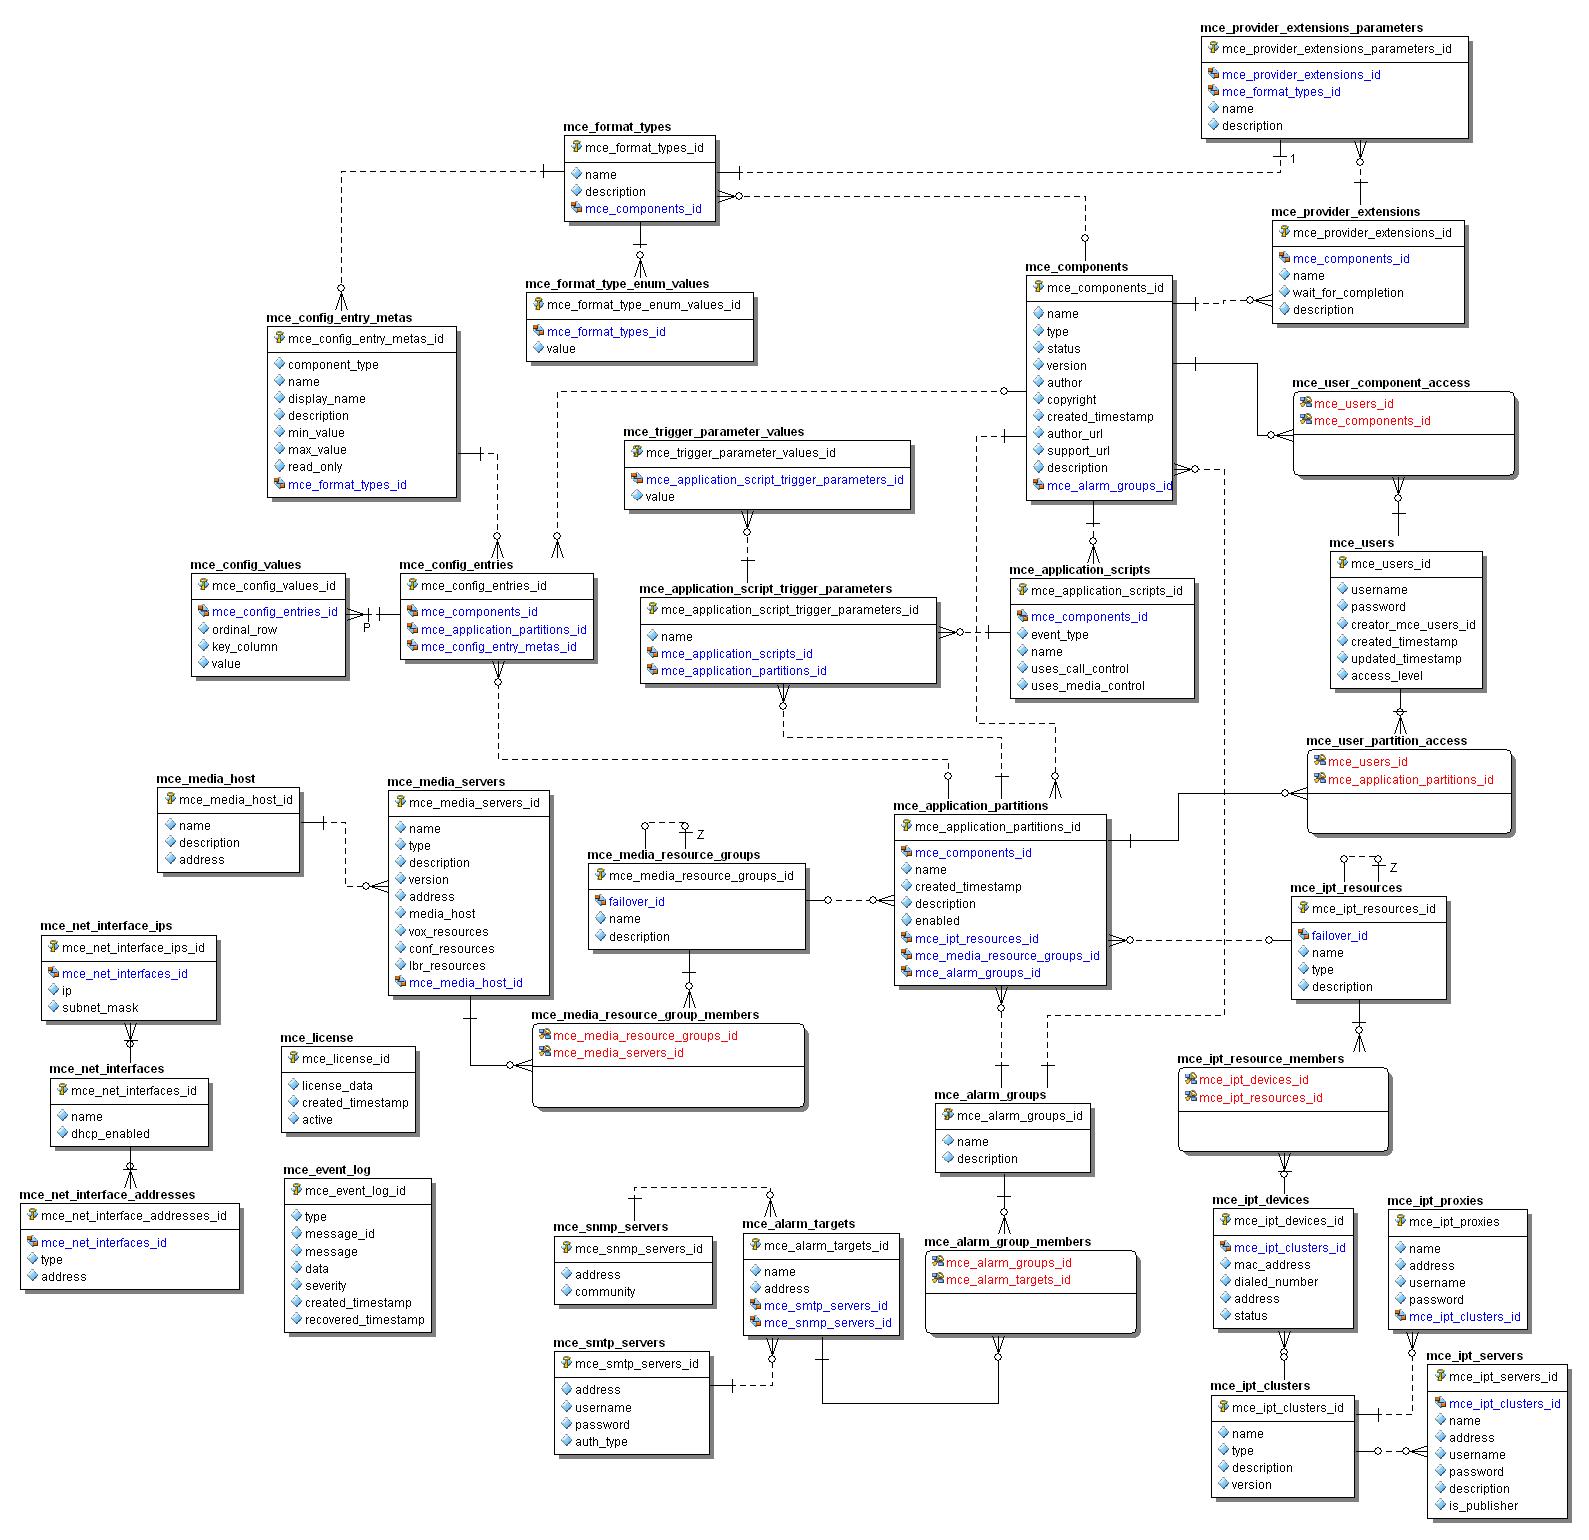 mce_provider_extensions_parameters
mce_provider_extensions_parameters_id
mce_provider_extensions_id
mce_format_types_id
name
description
1
mce_format_types
mce_format_types_id
name
description
mce_components_id
mce_provider_extensions
mce_provider_extensions_id
mce_components_id
name
wait_for_completion
description
mce_components
mce_components_id
name
type
status
version
author
copyright
created_timestamp
author_url
support_url
description
mce_alarm_groups_id
mce_format_type_enum_values
mce_format_type_enum_values_id
mce_format_types_id
value
mce_config_entry_metas
mce_config_entry_metas_id
component_type
name
display_name
description
min_value
max_value
read_only
mce_format_types_id
mce_user_component_access
mce_users_id
mce_components_id
mce_trigger_parameter_values
mce_trigger_parameter_values_id
mce_application_script_trigger_parameters_id
value
mce_users
mce_users_id
username
password
creator_mce_users_id
created_timestamp
updated_timestamp
access_level
mce_config_values
mce_config_values_id
mce_config_entries_id
ordinal_row
key_column
value
P
mce_config_entries
mce_config_entries_id
mce_components_id
mce_application_partitions_id
mce_config_entry_metas_id
mce_application_script_trigger_parameters
mce_application_script_trigger_parameters_id
name
mce_application_scripts_id
mce_application_partitions_id
mce_application_scripts
mce_application_scripts_id
mce_components_id
event_type
name
uses_call_control
uses_media_control
mce_user_partition_access
mce_users_id
mce_application_partitions_id
mce_media_host
mce_media_host_id
name
description
address
mce_media_servers
mce_media_servers_id
name
type
description
version
address
media_host
vox_resources
conf_resources
lbr_resources
mce_media_host_id
Z
mce_media_resource_groups
mce_media_resource_groups_id
failover_id
name
description
mce_application_partitions
mce_application_partitions_id
mce_components_id
name
created_timestamp
description
enabled
mce_ipt_resources_id
mce_media_resource_groups_id
mce_alarm_groups_id
Z
mce_ipt_resources
mce_ipt_resources_id
failover_id
name
type
description
mce_net_interface_ips
mce_net_interface_ips_id
mce_net_interfaces_id
ip
subnet_mask
mce_media_resource_group_members
mce_media_resource_groups_id
mce_media_servers_id
mce_license
mce_license_id
license_data
created_timestamp
active
mce_net_interfaces
mce_net_interfaces_id
name
dhcp_enabled
mce_ipt_resource_members
mce_ipt_devices_id
mce_ipt_resources_id
mce_alarm_groups
mce_alarm_groups_id
name
description
mce_event_log
mce_event_log_id
type
message_id
message
data
severity
created_timestamp
recovered_timestamp
mce_net_interface_addresses
mce_net_interface_addresses_id
mce_net_interfaces_id
type
address
mce_snmp_servers
mce_snmp_servers_id
address
community
mce_alarm_targets
mce_alarm_targets_id
name
address
mce_smtp_servers_id
mce_snmp_servers_id
mce_alarm_group_members
mce_alarm_groups_id
mce_alarm_targets_id
mce_ipt_devices
mce_ipt_devices_id
mce_ipt_clusters_id
mac_address
dialed_number
address
status
mce_ipt_proxies
mce_ipt_proxies
name
address
username
password
mce_ipt_clusters_id
mce_smtp_servers
mce_smtp_servers_id
address
username
password
auth_type
mce_ipt_clusters
mce_ipt_clusters_id
name
type
description
version
mce_ipt_servers
mce_ipt_servers_id
mce_ipt_clusters_id
name
address
username
password
description
is_publisher